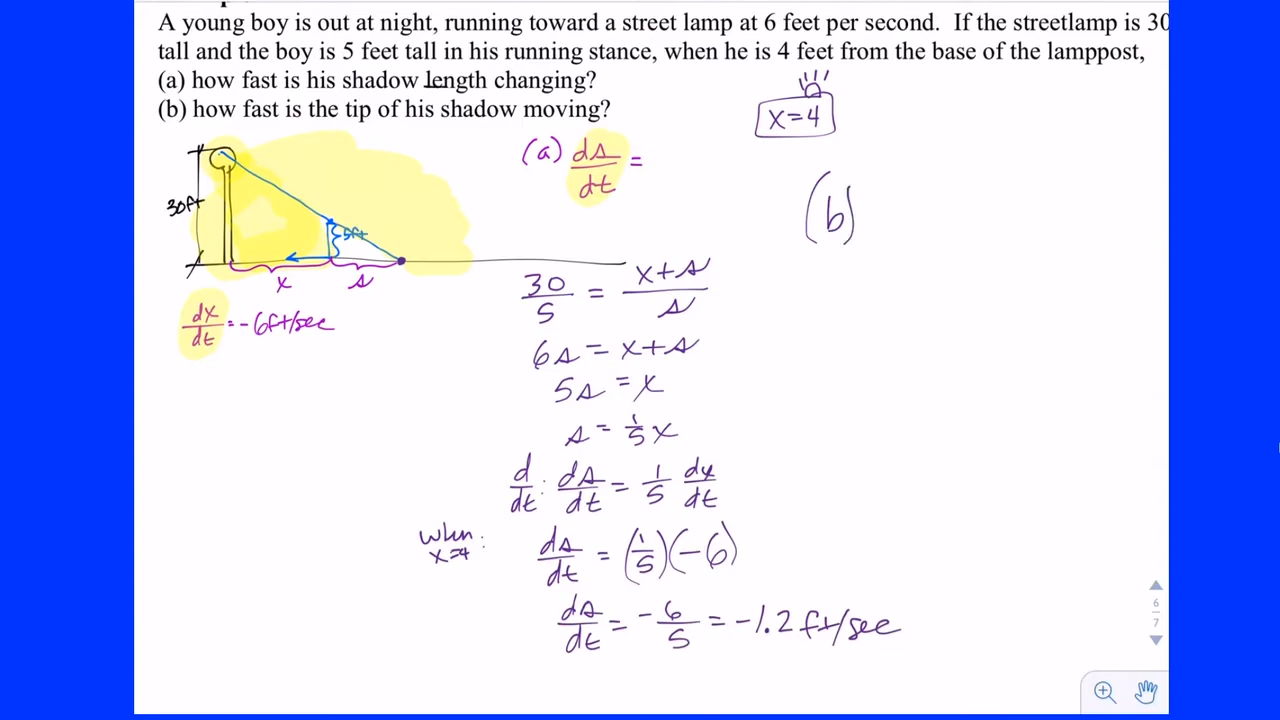 A young boy is out at night, running toward a street lamp at 6 feet per second. If the streetlamp is 30
tall and the boy is 5 feet tall in his running stance, when he is 4 feet from the base of the lamppost,
(a) how fast is his shadow length changing?
(b) how fast is the tip of his shadow moving?
x=4
(a) ds/dt =
(b)
30ft
5ft
x s
dx/dt = -6ft/sec
30/5 = x+s/s
6s = x+s
5s = x
s = 1/5 x
d/dt: ds/dt = 1/5 dx/dt
when x=4: ds/dt = (1/5)(-6)
ds/dt = -6/5 = -1.2 ft/sec
6
7